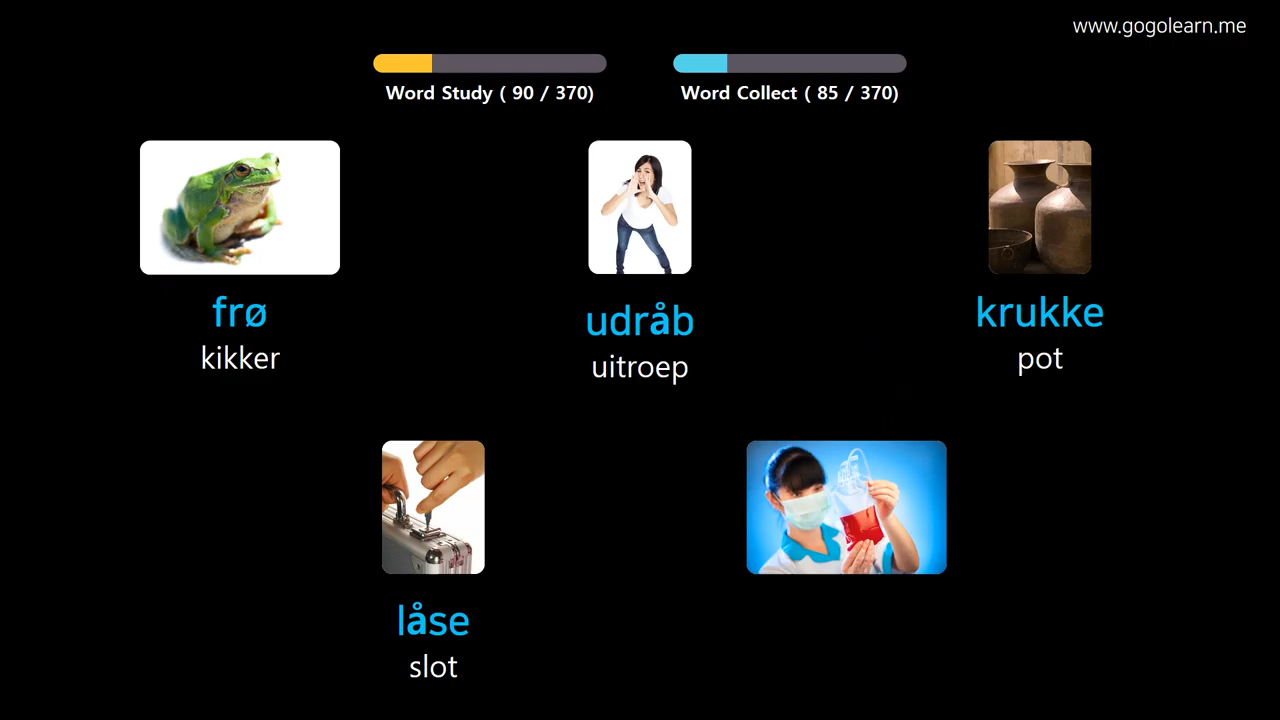 www.gogolearn.me
Word Study ( 90 / 370)
Word Collect ( 85 / 370)
frø
kikker
udråb
uitroep
krukke
pot
låse
slot